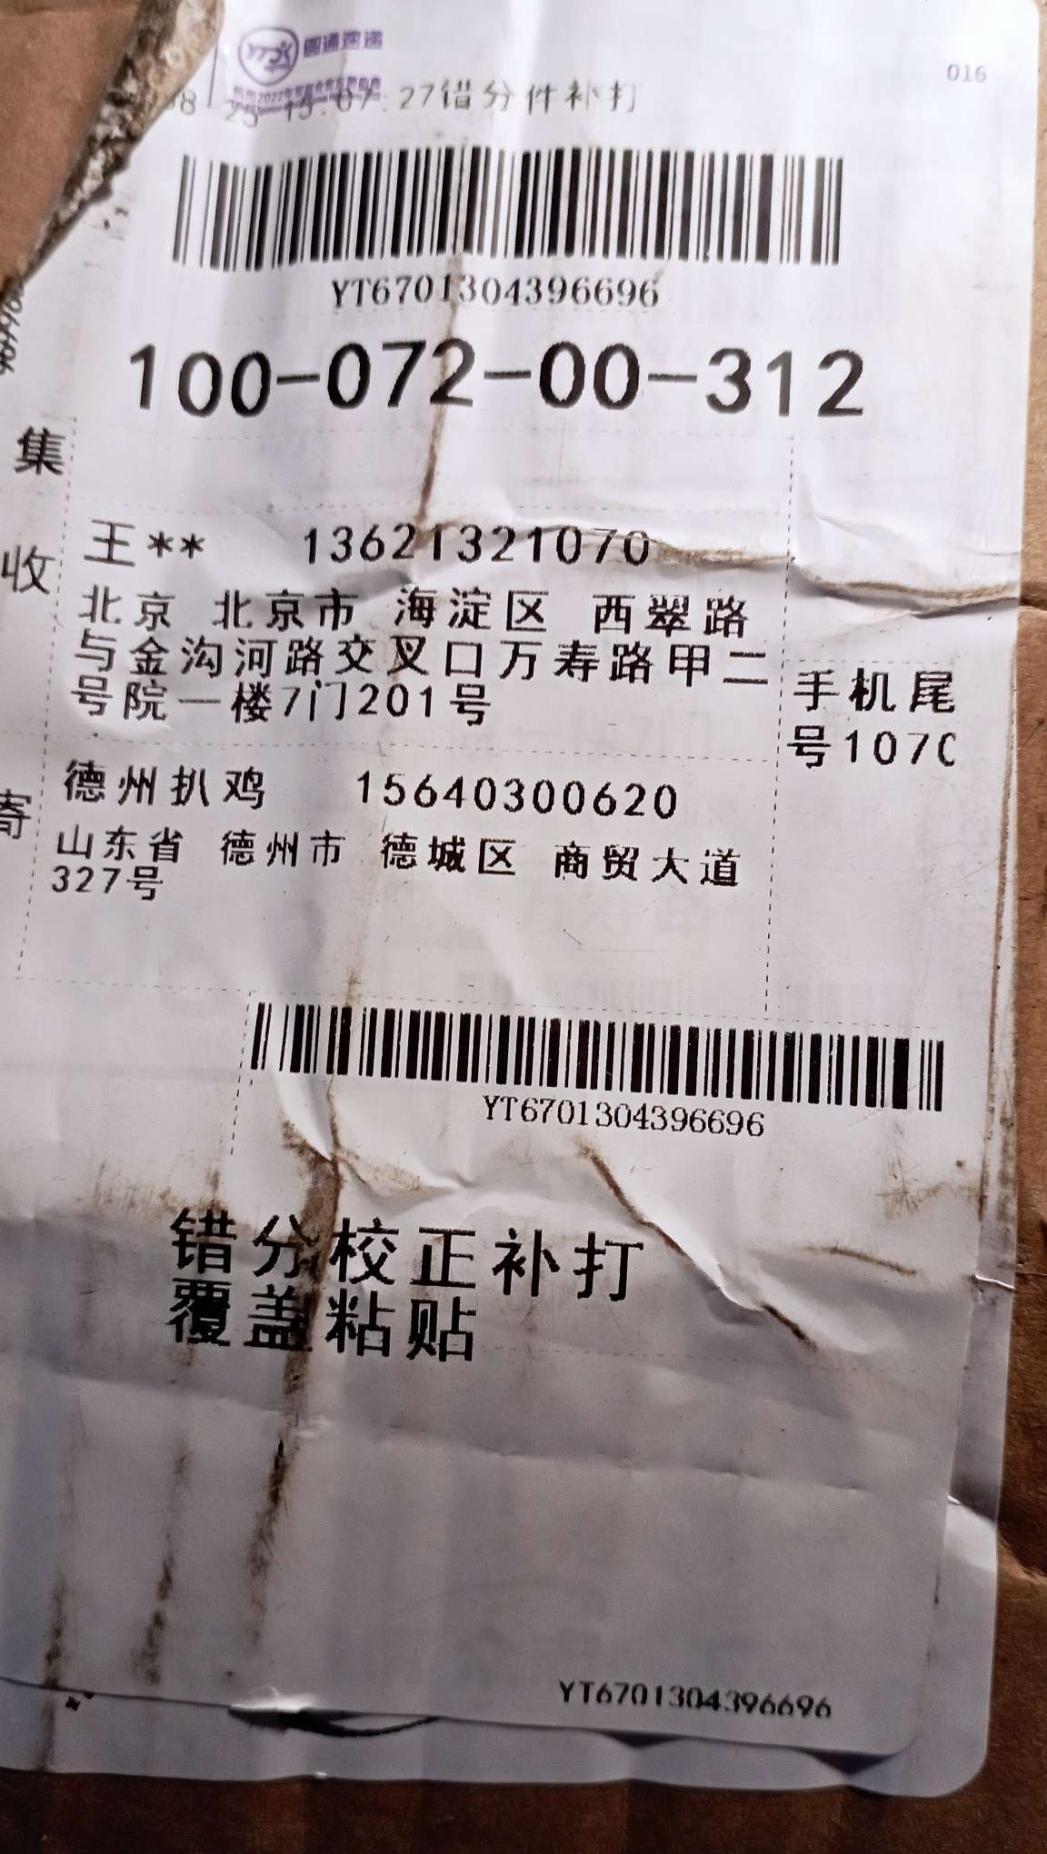 圆通速递
016
25 15:07:27错分件补打
YT6701304396696
100-072-00-312
集
收
王** 13621321070
北京 北京市 海淀区 西翠路
与金沟河路交叉口万寿路甲二
号院一楼7门201号
手机尾
号1070
寄
德州扒鸡 15640300620
山东省 德州市 德城区 商贸大道
327号
YT6701304396696
错分校正补打
覆盖粘贴
YT6701304396696